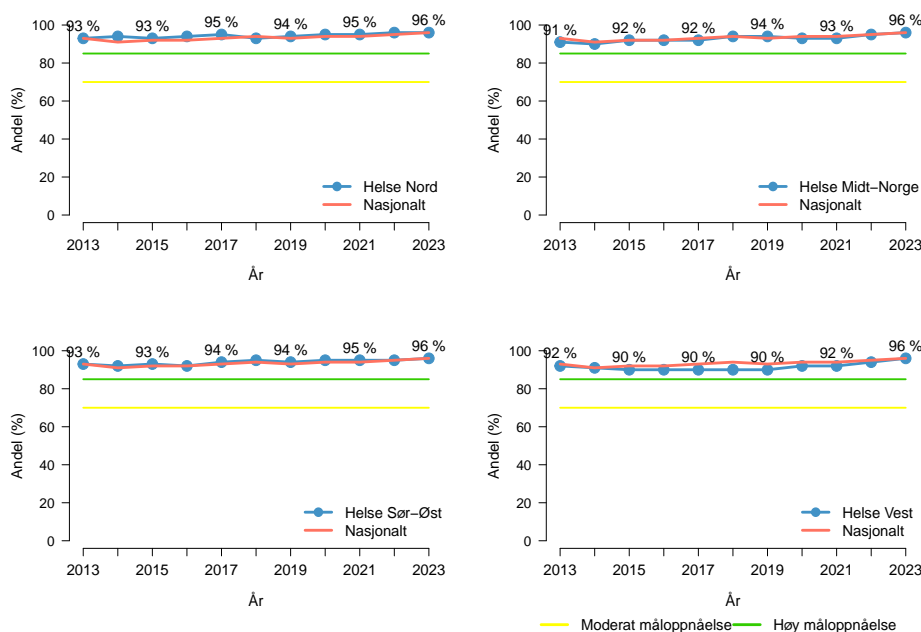 93 % 93 % 95 % 94 % 95 % 96 %
100
80
60
40
20
0
Andel (%)
Helse Nord
Nasjonalt
2013 2015 2017 2019 2021 2023
År
91 % 92 % 92 % 94 % 93 % 96 %
100
80
60
40
20
0
Andel (%)
Helse Midt–Norge
Nasjonalt
2013 2015 2017 2019 2021 2023
År
93 % 93 % 94 % 94 % 95 % 96 %
100
80
60
40
20
0
Andel (%)
Helse Sør–Øst
Nasjonalt
2013 2015 2017 2019 2021 2023
År
92 % 90 % 90 % 90 % 92 % 96 %
100
80
60
40
20
0
Andel (%)
Helse Vest
Nasjonalt
2013 2015 2017 2019 2021 2023
År
Moderat måloppnåelse Høy måloppnåelse